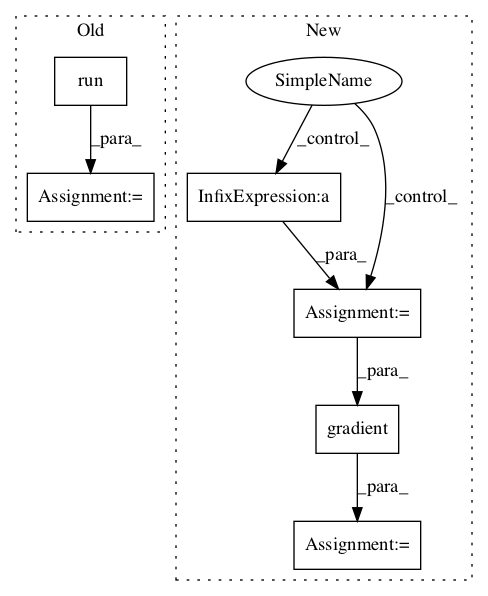 Old
New
run
SimpleName
_para_
_control_
Assignment:=
InfixExpression:a
_control_
_para_
Assignment:=
_para_
gradient
_para_
Assignment:=